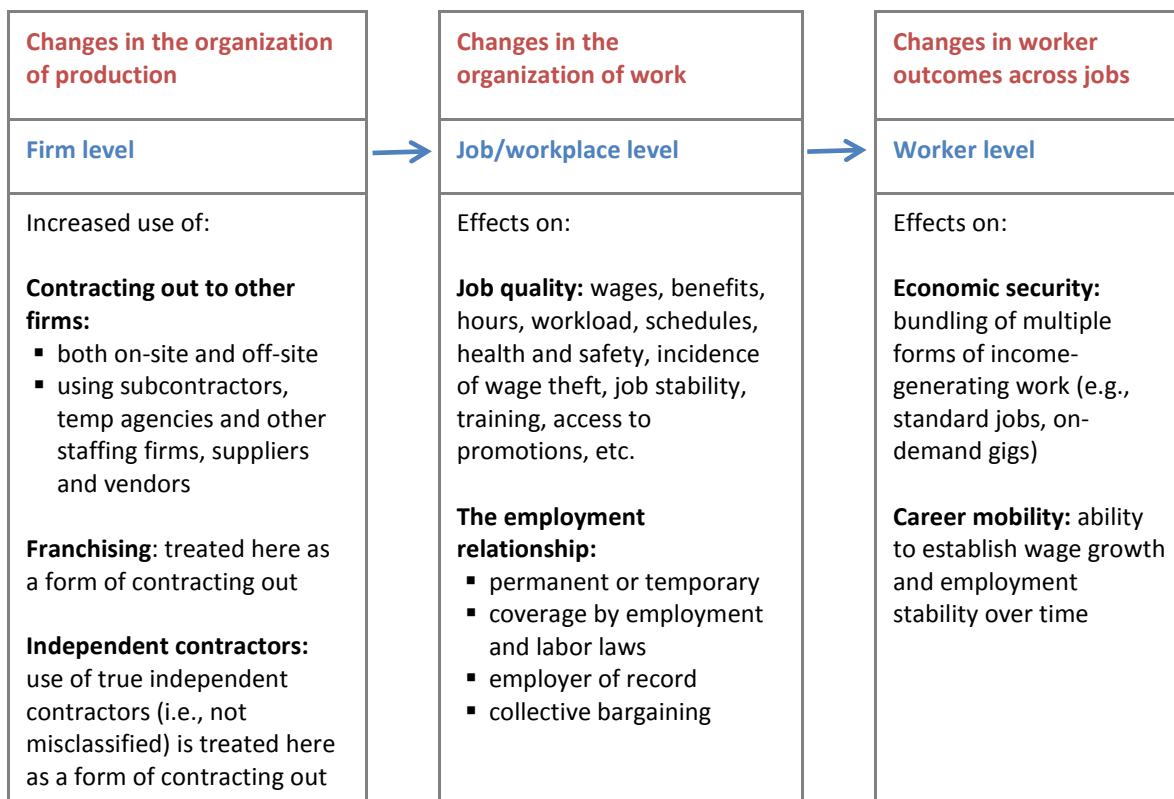 Changes in the organization
of production
Firm level
Increased use of:
Contracting out to other
firms:
▪ both on-site and off-site
▪ using subcontractors,
temp agencies and other
staffing firms, suppliers
and vendors
Franchising: treated here as
a form of contracting out
Independent contractors:
use of true independent
contractors (i.e., not
misclassified) is treated here
as a form of contracting out
Changes in the
organization of work
Job/workplace level
Effects on:
Job quality: wages, benefits,
hours, workload, schedules,
health and safety, incidence
of wage theft, job stability,
training, access to
promotions, etc.
The employment
relationship:
▪ permanent or temporary
▪ coverage by employment
and labor laws
▪ employer of record
▪ collective bargaining
Changes in worker
outcomes across jobs
Worker level
Effects on:
Economic security:
bundling of multiple
forms of income-
generating work (e.g.,
standard jobs, on-
demand gigs)
Career mobility: ability
to establish wage growth
and employment
stability over time